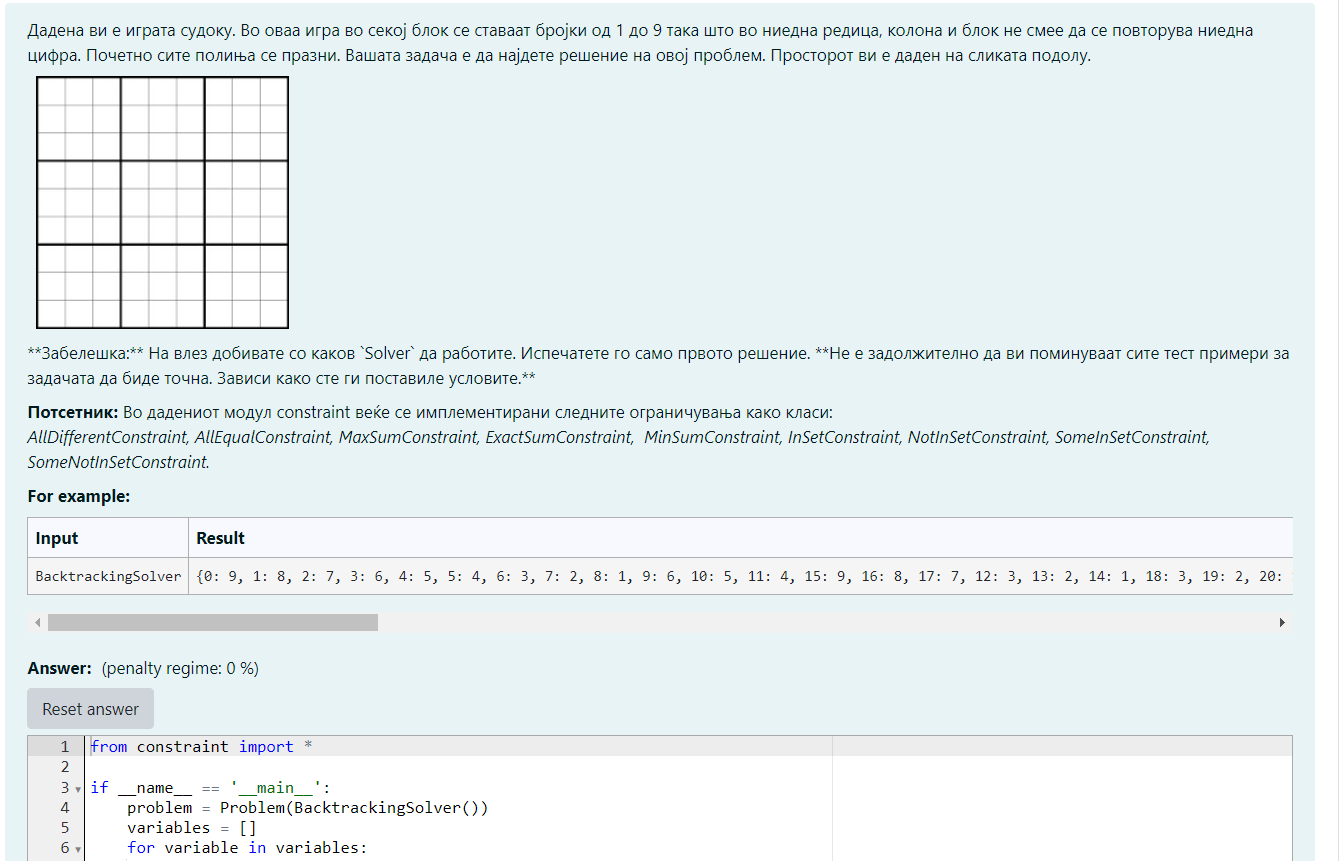 Дадена ви е играта судоку. Во оваа игра во секој блок се ставаат бројки од 1 до 9 така што во ниедна редица, колона и блок не смее да се повторува ниедна
цифра. Почетно сите полиња се празни. Вашата задача е да најдете решение на овој проблем. Просторот ви е даден на сликата подолу.
**Забелешка:** На влез добивате со каков `Solver` да работите. Испечатете го само првото решение. **Не е задолжително да ви поминуваат сите тест примери за
задачата да биде точна. Зависи како сте ги поставиле условите.**
Потсетник: Во дадениот модул constraint веќе се имплементирани следните ограничувања како класи:
AllDifferentConstraint, AllEqualConstraint, MaxSumConstraint, ExactSumConstraint, MinSumConstraint, InSetConstraint, NotInSetConstraint, SomeInSetConstraint,
SomeNotInSetConstraint.
For example:
Input Result
BacktrackingSolver {0: 9, 1: 8, 2: 7, 3: 6, 4: 5, 5: 4, 6: 3, 7: 2, 8: 1, 9: 6, 10: 5, 11: 4, 15: 9, 16: 8, 17: 7, 12: 3, 13: 2, 14: 1, 18: 3, 19: 2, 20:
Answer: (penalty regime: 0 %)
Reset answer
1 from constraint import *
2
3 if __name__ == '__main__':
4 problem = Problem(BacktrackingSolver())
5 variables = []
6 for variable in variables: